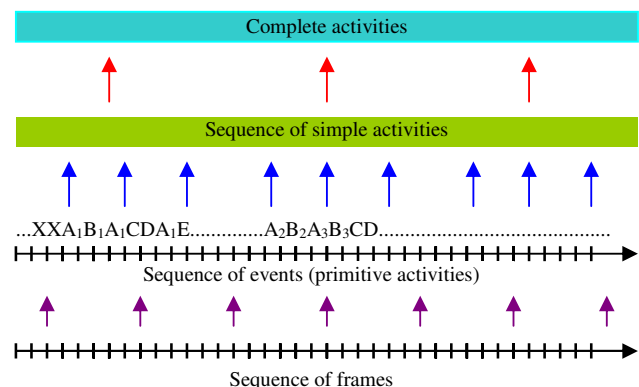 Complete activities
Sequence of simple activities
...XXA₁B₁A₁CDA₁E.............A₂B₂A₃B₃CD.........................................
Sequence of events (primitive activities)
Sequence of frames